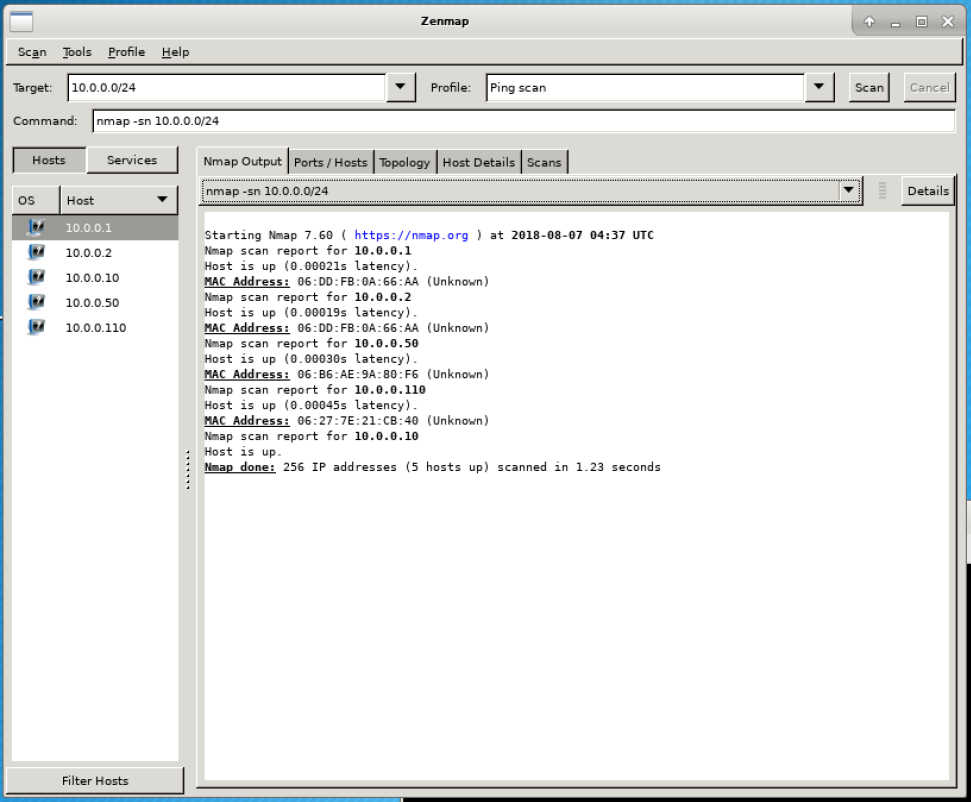 Zenmap
Scan Tools Profile Help
Target: 10.0.0.0/24 Profile: Ping scan Scan Cancel
Command: nmap -sn 10.0.0.0/24
Hosts Services
Nmap Output Ports / Hosts Topology Host Details Scans
OS Host
nmap -sn 10.0.0.0/24 Details
10.0.0.1
10.0.0.2
10.0.0.10
10.0.0.50
10.0.0.110
Starting Nmap 7.60 ( https://nmap.org ) at 2018-08-07 04:37 UTC
Nmap scan report for 10.0.0.1
Host is up (0.00021s latency).
MAC Address: 06:DD:FB:0A:66:AA (Unknown)
Nmap scan report for 10.0.0.2
Host is up (0.00019s latency).
MAC Address: 06:DD:FB:0A:66:AA (Unknown)
Nmap scan report for 10.0.0.50
Host is up (0.00030s latency).
MAC Address: 06:B6:AE:9A:80:F6 (Unknown)
Nmap scan report for 10.0.0.110
Host is up (0.00045s latency).
MAC Address: 06:27:7E:21:CB:40 (Unknown)
Nmap scan report for 10.0.0.10
Host is up.
Nmap done: 256 IP addresses (5 hosts up) scanned in 1.23 seconds
Filter Hosts